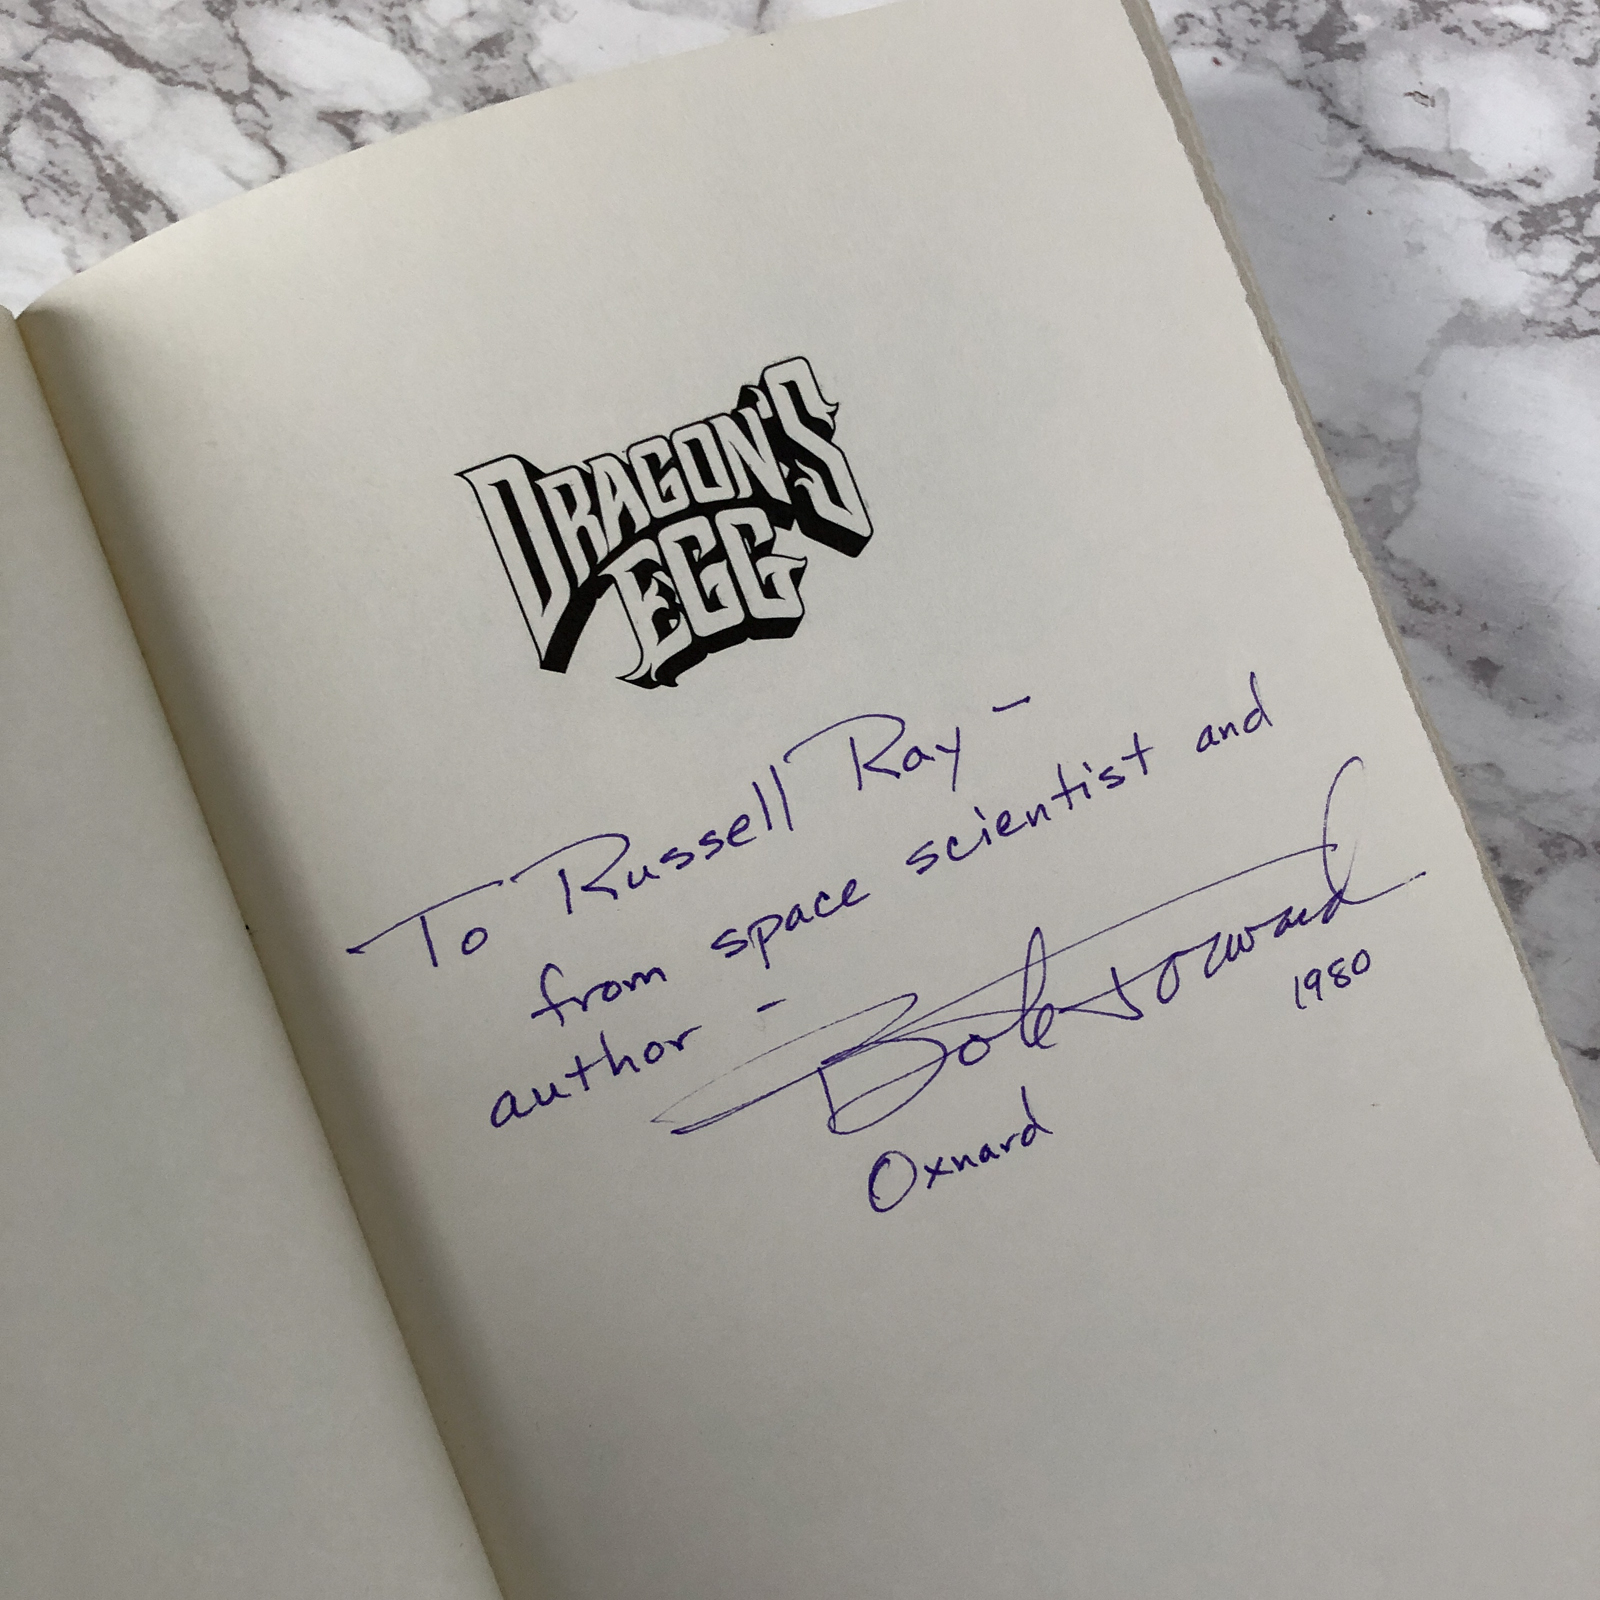 DRAGON'S
EGG
To Russell Ray -
from space scientist and
author - Bob Forward
1980
Oxnard